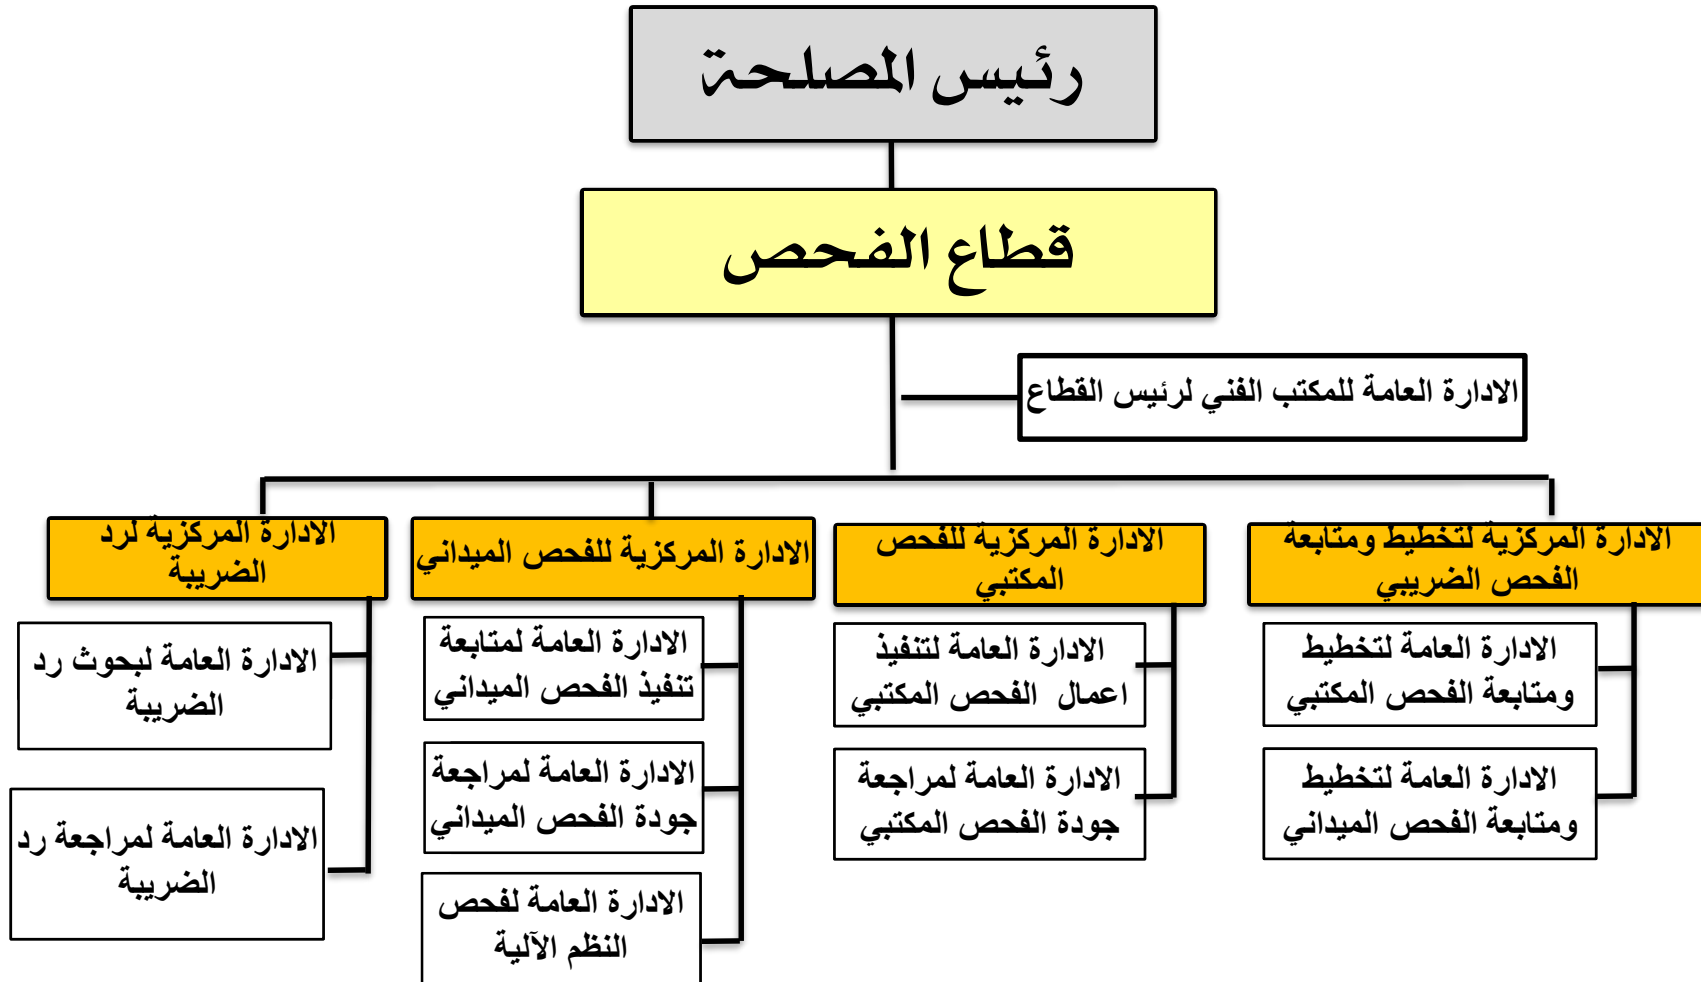 رئيس المصلحة
قطاع الفحص
الادارة العامة للمكتب الفني لرئيس القطاع
الادارة المركزية لتخطيط ومتابعة
الفحص الضريبي
الادارة العامة لتخطيط
ومتابعة الفحص المكتبي
الادارة العامة لتخطيط
ومتابعة الفحص الميداني
الادارة المركزية للفحص
المكتبي
الادارة العامة لتنفيذ
اعمال الفحص المكتبي
الادارة العامة لمراجعة
جودة الفحص المكتبي
الادارة المركزية للفحص الميداني
الادارة العامة لمتابعة
تنفيذ الفحص الميداني
الادارة العامة لمراجعة
جودة الفحص الميداني
الادارة العامة لفحص
النظم الآلية
الادارة المركزية لرد
الضريبة
الادارة العامة لبحوث رد
الضريبة
الادارة العامة لمراجعة رد
الضريبة